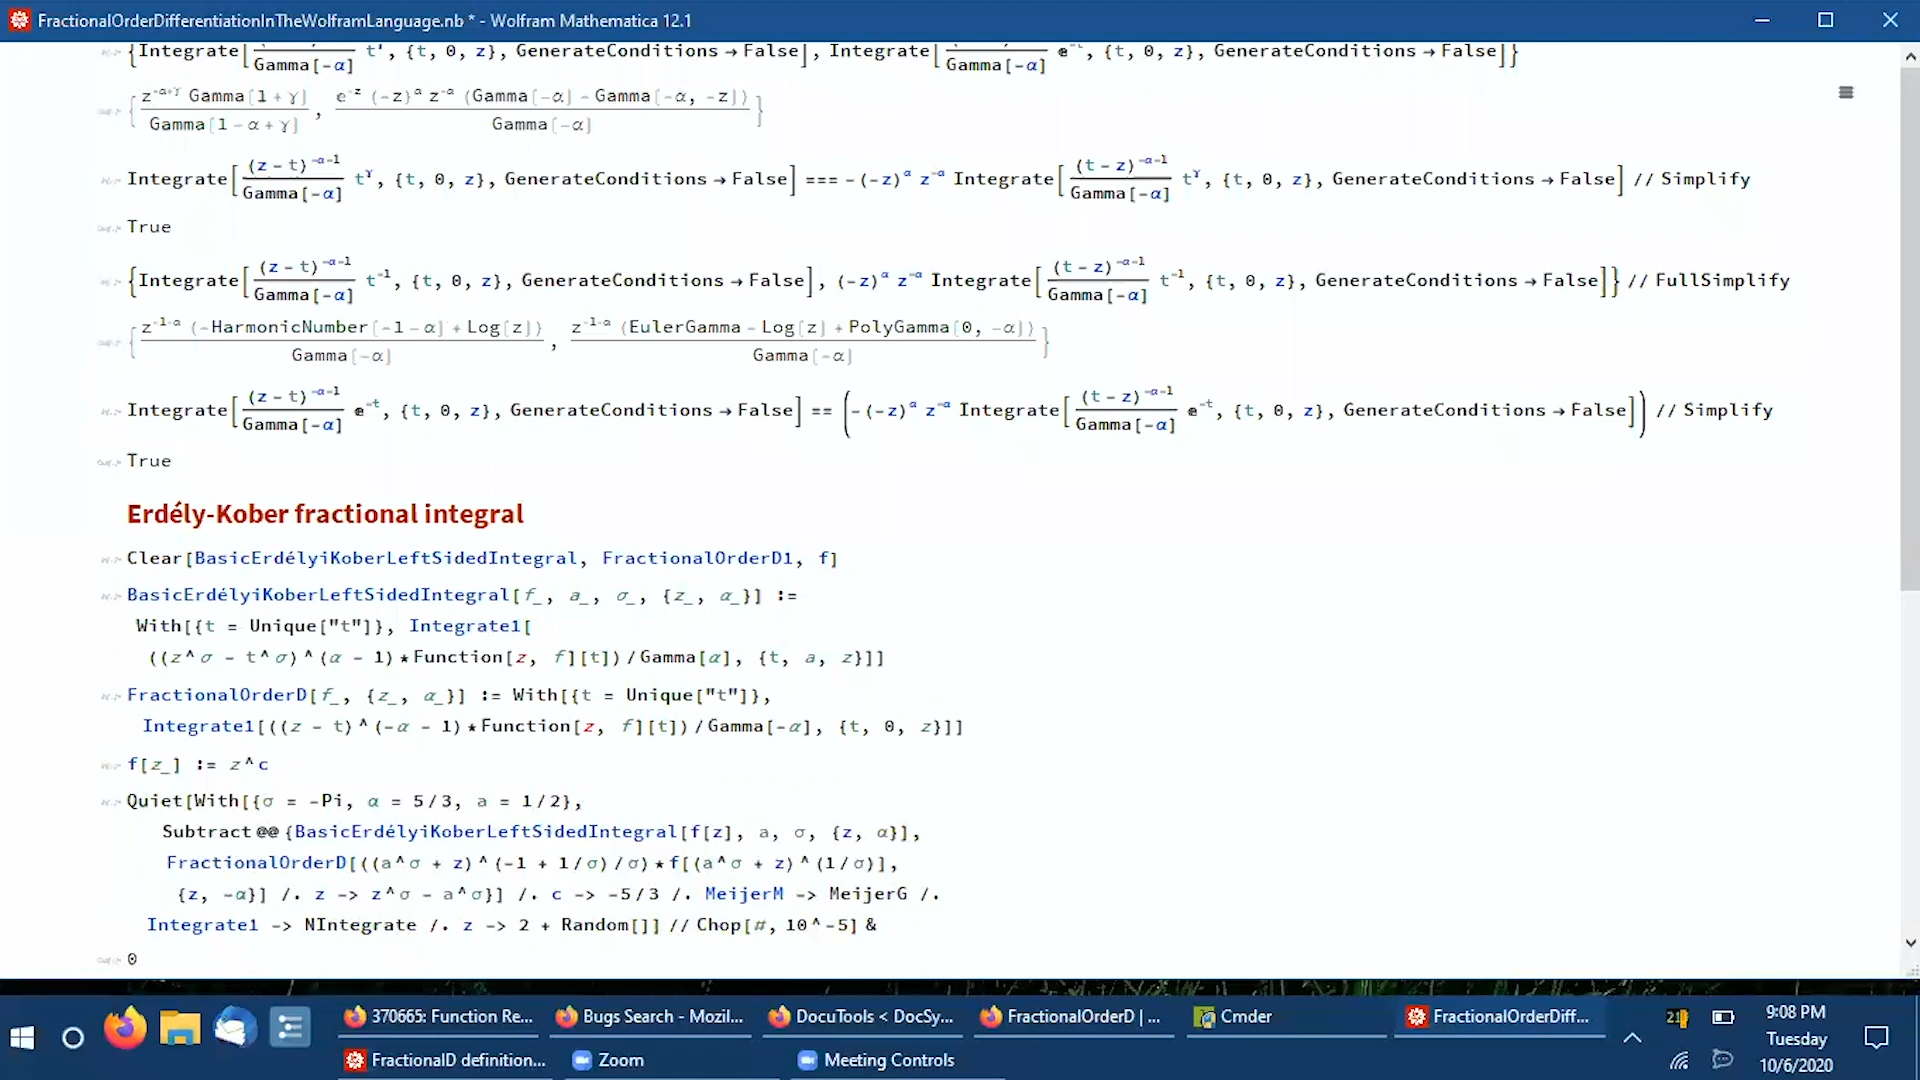 FractionalOrderDifferentiationInTheWolframLanguage.nb * - Wolfram Mathematica 12.1
{Integrate[ / Gamma[-α] t^γ, {t, 0, z}, GenerateConditions → False], Integrate[ / Gamma[-α] ⅇ^-t, {t, 0, z}, GenerateConditions → False]}
{z^-α+γ Gamma[1 + γ] / Gamma[1 - α + γ], ⅇ^-z (-z)^α z^-α (Gamma[-α] - Gamma[-α, -z]) / Gamma[-α]}
Integrate[(z - t)^-α-1 / Gamma[-α] t^γ, {t, 0, z}, GenerateConditions → False] === - (-z)^α z^-α Integrate[(t - z)^-α-1 / Gamma[-α] t^γ, {t, 0, z}, GenerateConditions → False] // Simplify
True
{Integrate[(z - t)^-α-1 / Gamma[-α] t^-1, {t, 0, z}, GenerateConditions → False], (-z)^α z^-α Integrate[(t - z)^-α-1 / Gamma[-α] t^-1, {t, 0, z}, GenerateConditions → False]} // FullSimplify
{z^-1-α (-HarmonicNumber[-1 - α] + Log[z]) / Gamma[-α], z^-1-α (EulerGamma - Log[z] + PolyGamma[0, -α]) / Gamma[-α]}
Integrate[(z - t)^-α-1 / Gamma[-α] ⅇ^-t, {t, 0, z}, GenerateConditions → False] == (- (-z)^α z^-α Integrate[(t - z)^-α-1 / Gamma[-α] ⅇ^-t, {t, 0, z}, GenerateConditions → False]) // Simplify
True
Erdély-Kober fractional integral
Clear[BasicErdélyiKoberLeftSidedIntegral, FractionalOrderD1, f]
BasicErdélyiKoberLeftSidedIntegral[f_, a_, σ_, {z_, α_}] :=
With[{t = Unique["t"]}, Integrate1[
((z^σ - t^σ)^(α - 1)*Function[z, f][t])/Gamma[α], {t, a, z}]]
FractionalOrderD[f_, {z_, α_}] := With[{t = Unique["t"]},
Integrate1[((z - t)^(-α - 1)*Function[z, f][t])/Gamma[-α], {t, 0, z}]]
f[z_] := z^c
Quiet[With[{σ = -Pi, α = 5/3, a = 1/2},
Subtract@@{BasicErdélyiKoberLeftSidedIntegral[f[z], a, σ, {z, α}],
FractionalOrderD[((a^σ + z)^(-1 + 1/σ)/σ)*f[(a^σ + z)^(1/σ)],
{z, -α}] /. z -> z^σ - a^σ}] /. c -> -5/3 /. MeijerM -> MeijerG /.
Integrate1 -> NIntegrate /. z -> 2 + Random[]] // Chop[#, 10^-5] &
0
370665: Function Re...
Bugs Search - Mozil...
DocuTools < DocSy...
FractionalOrderD | ...
Cmder
FractionalOrderDiff...
FractionalD definition...
Zoom
Meeting Controls
9:08 PM
Tuesday
10/6/2020